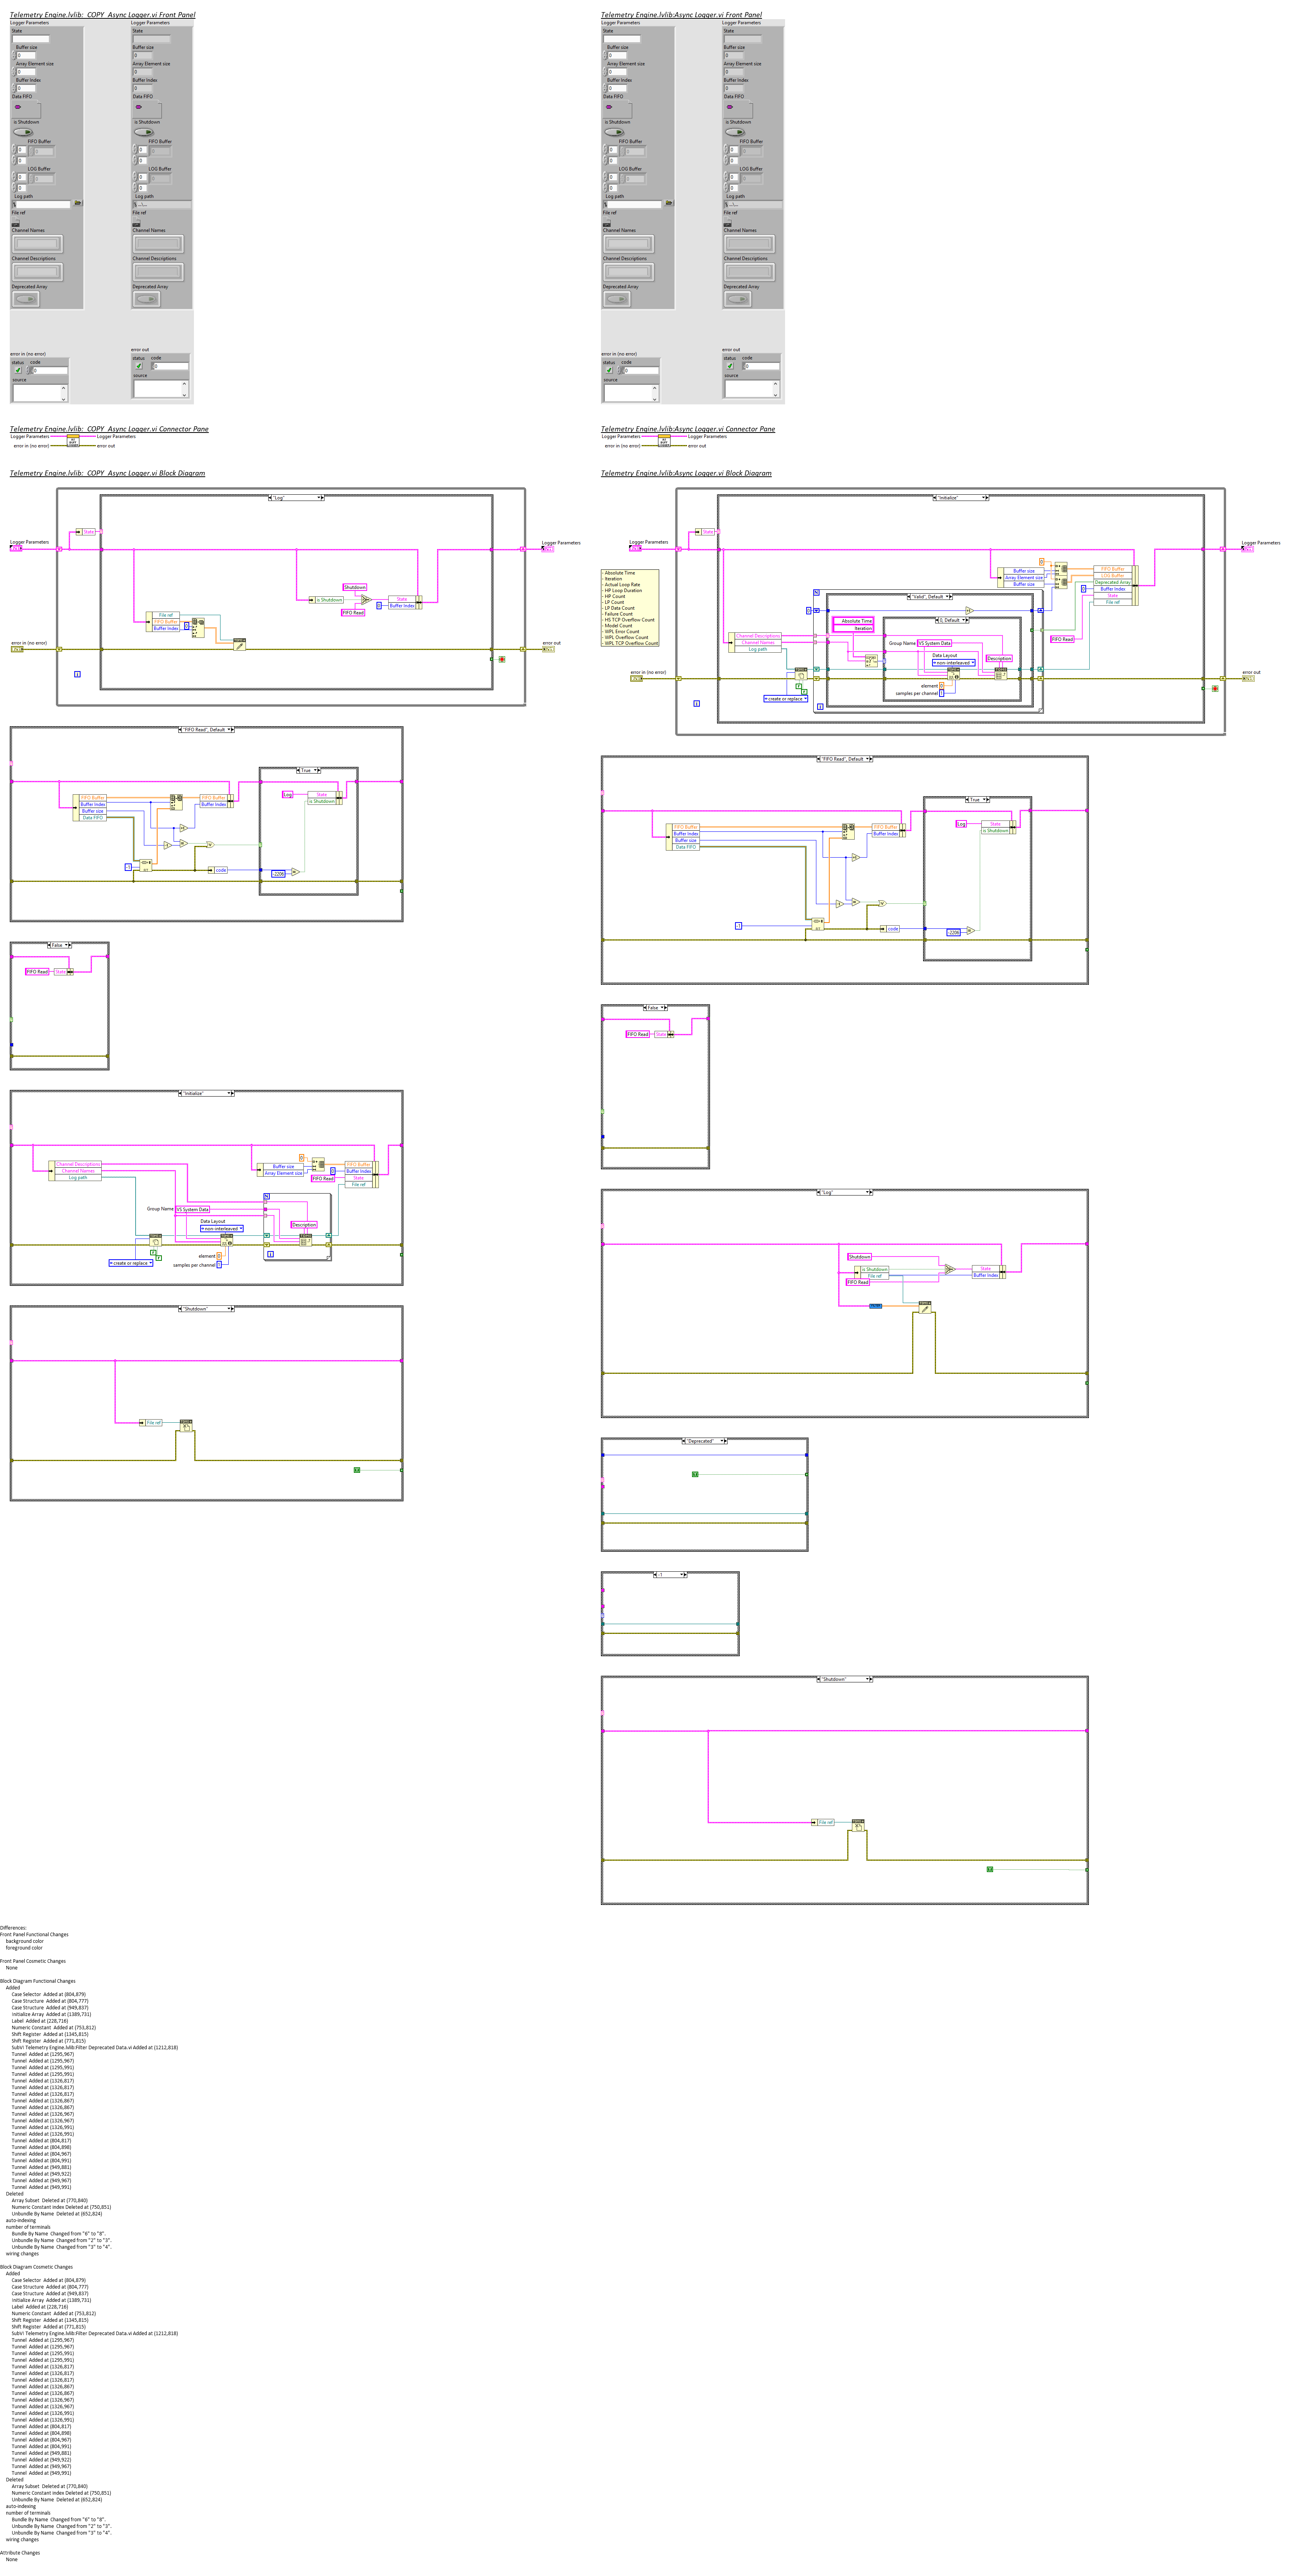 Telemetry Engine.lvlib:  COPY  Async Logger.vi Front Panel
Logger Parameters
Logger Parameters
State
State
Buffer size
Buffer size
0
0
Array Element size
Array Element size
0
0
Buffer Index
Buffer Index
0
0
Data FIFO
Data FIFO
is Shutdown
is Shutdown
FIFO Buffer
FIFO Buffer
0
0
0
0
0
0
LOG Buffer
LOG Buffer
0
0
0
0
0
0
Log path
Log path
File ref
File ref
Channel Names
Channel Names
Channel Descriptions
Channel Descriptions
Deprecated Array
Deprecated Array
error in (no error)
error out
status code
status code
0
0
source
source
Telemetry Engine.lvlib:Async Logger.vi Front Panel
Logger Parameters
Logger Parameters
State
State
Buffer size
Buffer size
0
0
Array Element size
Array Element size
0
0
Buffer Index
Buffer Index
0
0
Data FIFO
Data FIFO
is Shutdown
is Shutdown
FIFO Buffer
FIFO Buffer
0
0
0
0
0
0
LOG Buffer
LOG Buffer
0
0
0
0
0
0
Log path
Log path
File ref
File ref
Channel Names
Channel Names
Channel Descriptions
Channel Descriptions
Deprecated Array
Deprecated Array
error in (no error)
error out
status code
status code
0
0
source
source
Telemetry Engine.lvlib:  COPY  Async Logger.vi Connector Pane
Logger Parameters
Logger Parameters
error in (no error)
error out
Telemetry Engine.lvlib:Async Logger.vi Connector Pane
Logger Parameters
Logger Parameters
error in (no error)
error out
Telemetry Engine.lvlib:  COPY  Async Logger.vi Block Diagram
"Log"
State
Logger Parameters
Logger Parameters
Shutdown
is Shutdown
State
0
Buffer Index
FIFO Read
File ref
FIFO Buffer
Buffer Index
0
error in (no error)
error out
i
"FIFO Read", Default
True
FIFO Buffer
Buffer Index
Buffer size
Data FIFO
FIFO Buffer
Buffer Index
Log
State
is Shutdown
-1
code
-2206
False
FIFO Read
State
"Initialize"
Channel Descriptions
Channel Names
Log path
0
Buffer size
Array Element size
FIFO Read
FIFO Buffer
0
Buffer Index
State
File ref
N
Group Name
VS System Data
Data Layout
non-interleaved
Description
create or replace
element
0
samples per channel
1
i
"Shutdown"
File ref
Telemetry Engine.lvlib:Async Logger.vi Block Diagram
"Initialize"
State
Logger Parameters
Logger Parameters
- Absolute Time
- Iteration
- Actual Loop Rate
- HP Loop Duration
- HP Count
- LP Count
- LP Data Count
- Failure Count
- HS TCP Overflow Count
- Model Count
- WPL Error Count
- WPL Overflow Count
- WPL TCP Overflow Count
0
Buffer size
Array Element size
FIFO Buffer
LOG Buffer
Deprecated Array
0
Buffer Index
State
File ref
FIFO Read
N
"Valid", Default
0
Absolute Time
Iteration
0, Default
Channel Descriptions
Channel Names
Log path
Group Name
VS System Data
Data Layout
non-interleaved
Description
element
0
samples per channel
1
create or replace
i
error in (no error)
error out
i
"FIFO Read", Default
True
FIFO Buffer
Buffer Index
Buffer size
Data FIFO
FIFO Buffer
Buffer Index
Log
State
is Shutdown
-1
code
-2206
False
FIFO Read
State
"Log"
Shutdown
is Shutdown
File ref
FIFO Read
State
Buffer Index
"Deprecated"
-1
"Shutdown"
File ref
Differences:
Front Panel Functional Changes
background color
foreground color
Front Panel Cosmetic Changes
None
Block Diagram Functional Changes
Added
Case Selector  Added at (804,879)
Case Structure  Added at (804,777)
Case Structure  Added at (949,837)
Initialize Array  Added at (1389,731)
Label  Added at (228,716)
Numeric Constant  Added at (753,812)
Shift Register  Added at (1345,815)
Shift Register  Added at (771,815)
SubVI Telemetry Engine.lvlib:Filter Deprecated Data.vi Added at (1212,818)
Tunnel  Added at (1295,967)
Tunnel  Added at (1295,967)
Tunnel  Added at (1295,991)
Tunnel  Added at (1295,991)
Tunnel  Added at (1326,817)
Tunnel  Added at (1326,817)
Tunnel  Added at (1326,817)
Tunnel  Added at (1326,867)
Tunnel  Added at (1326,867)
Tunnel  Added at (1326,967)
Tunnel  Added at (1326,967)
Tunnel  Added at (1326,991)
Tunnel  Added at (1326,991)
Tunnel  Added at (804,817)
Tunnel  Added at (804,898)
Tunnel  Added at (804,967)
Tunnel  Added at (804,991)
Tunnel  Added at (949,881)
Tunnel  Added at (949,922)
Tunnel  Added at (949,967)
Tunnel  Added at (949,991)
Deleted
Array Subset  Deleted at (770,840)
Numeric Constant index Deleted at (750,851)
Unbundle By Name  Deleted at (652,824)
auto-indexing
number of terminals
Bundle By Name  Changed from "6" to "8".
Unbundle By Name  Changed from "2" to "3".
Unbundle By Name  Changed from "3" to "4".
wiring changes
Block Diagram Cosmetic Changes
Added
Case Selector  Added at (804,879)
Case Structure  Added at (804,777)
Case Structure  Added at (949,837)
Initialize Array  Added at (1389,731)
Label  Added at (228,716)
Numeric Constant  Added at (753,812)
Shift Register  Added at (1345,815)
Shift Register  Added at (771,815)
SubVI Telemetry Engine.lvlib:Filter Deprecated Data.vi Added at (1212,818)
Tunnel  Added at (1295,967)
Tunnel  Added at (1295,967)
Tunnel  Added at (1295,991)
Tunnel  Added at (1295,991)
Tunnel  Added at (1326,817)
Tunnel  Added at (1326,817)
Tunnel  Added at (1326,817)
Tunnel  Added at (1326,867)
Tunnel  Added at (1326,867)
Tunnel  Added at (1326,967)
Tunnel  Added at (1326,967)
Tunnel  Added at (1326,991)
Tunnel  Added at (1326,991)
Tunnel  Added at (804,817)
Tunnel  Added at (804,898)
Tunnel  Added at (804,967)
Tunnel  Added at (804,991)
Tunnel  Added at (949,881)
Tunnel  Added at (949,922)
Tunnel  Added at (949,967)
Tunnel  Added at (949,991)
Deleted
Array Subset  Deleted at (770,840)
Numeric Constant index Deleted at (750,851)
Unbundle By Name  Deleted at (652,824)
auto-indexing
number of terminals
Bundle By Name  Changed from "6" to "8".
Unbundle By Name  Changed from "2" to "3".
Unbundle By Name  Changed from "3" to "4".
wiring changes
Attribute Changes
None